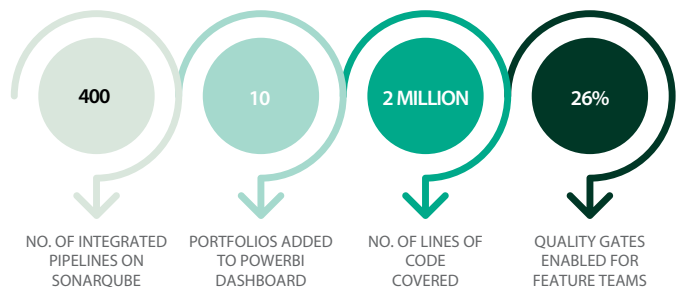 400
10
2 MILLION
26%
NO. OF INTEGRATED
PIPELINES ON
SONARQUBE
PORTFOLIOS ADDED
TO POWERBI
DASHBOARD
NO. OF LINES OF
CODE
COVERED
QUALITY GATES
ENABLED FOR
FEATURE TEAMS